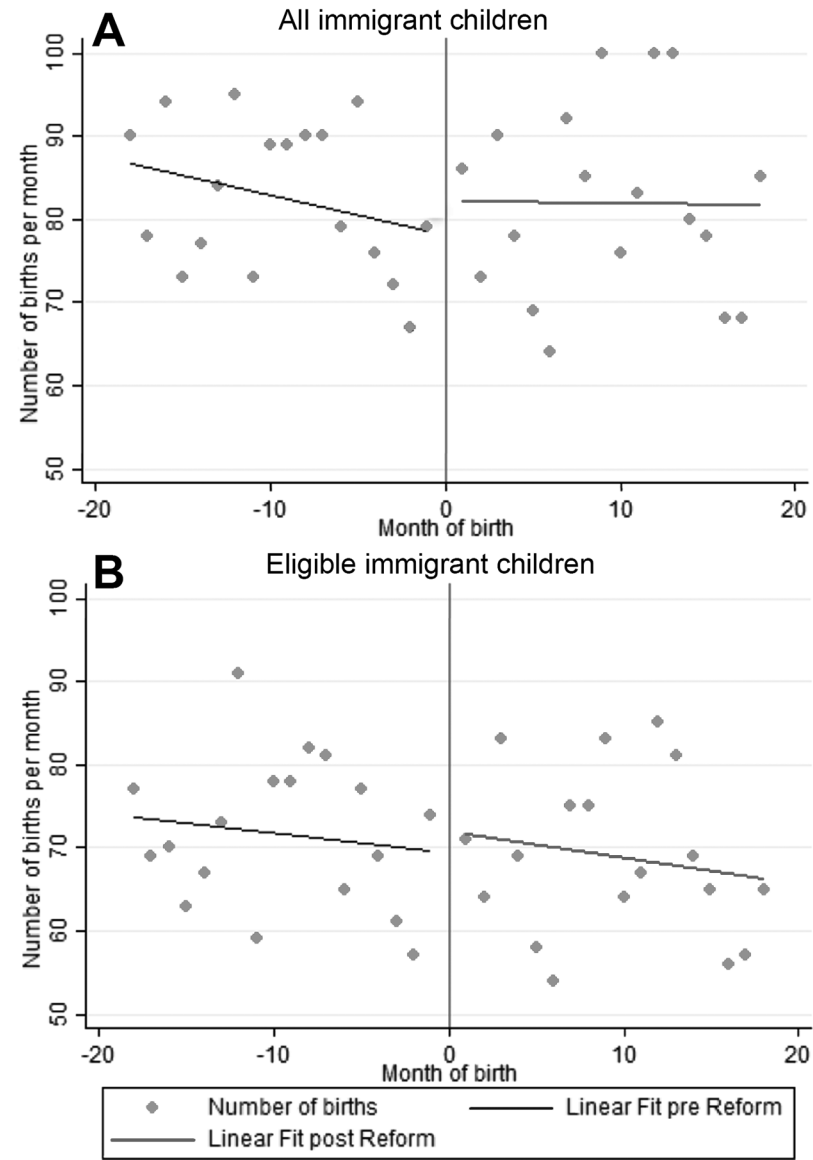 A
All immigrant children
Number of births per month
100
90
80
70
60
50
-20
-10
0
10
20
Month of birth
B
Eligible immigrant children
Number of births per month
100
90
80
70
60
50
-20
-10
0
10
20
Month of birth
Number of births
Linear Fit pre Reform
Linear Fit post Reform